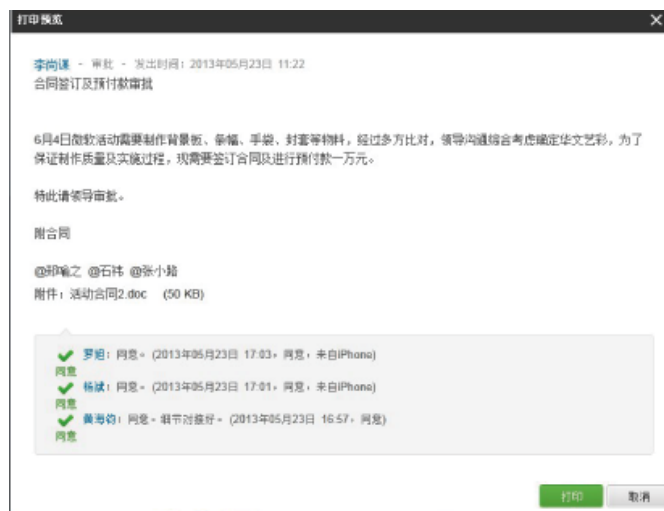 打印预览
李尚谦 - 审批 - 发出时间：2013年05月23日 11:22
合同签订及预付款审批
6月4日微软活动需要制作背景板、条幅、手袋、封套等物料，经过多方比对，领导沟通综合考虑确定华文艺彩，为了
保证制作质量及实施过程，现需要签订合同及进行预付款一万元。
特此请领导审批。
附合同
@邓喻之 @石祎 @张小路
附件：活动合同2.doc (50 KB)
罗旭：同意。(2013年05月23日 17:03，同意，来自iPhone)
同意
杨斌：同意。(2013年05月23日 17:01，同意，来自iPhone)
同意
黄海钧：同意。细节对接好。(2013年05月23日 16:57，同意)
同意
打印 取消